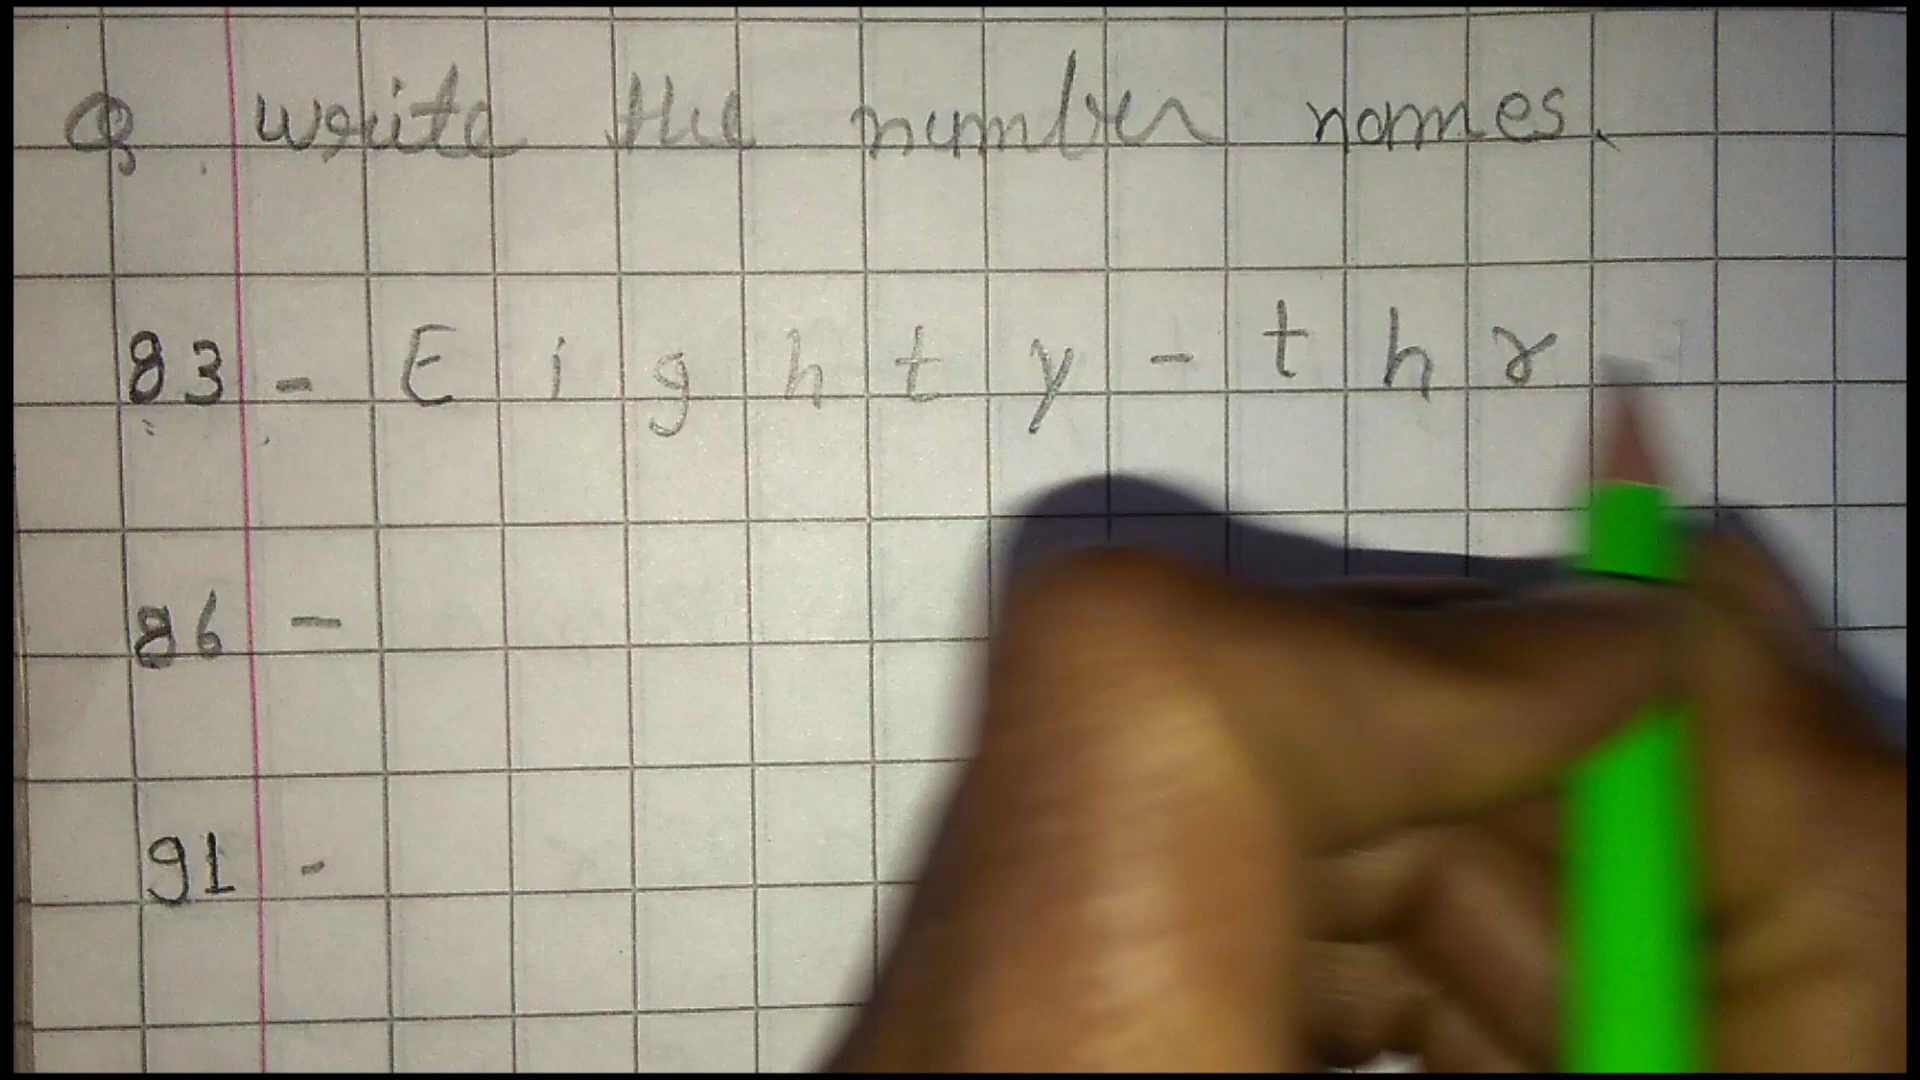 Q. write the number names.
83 - Eighty-thr
86 -
91 -